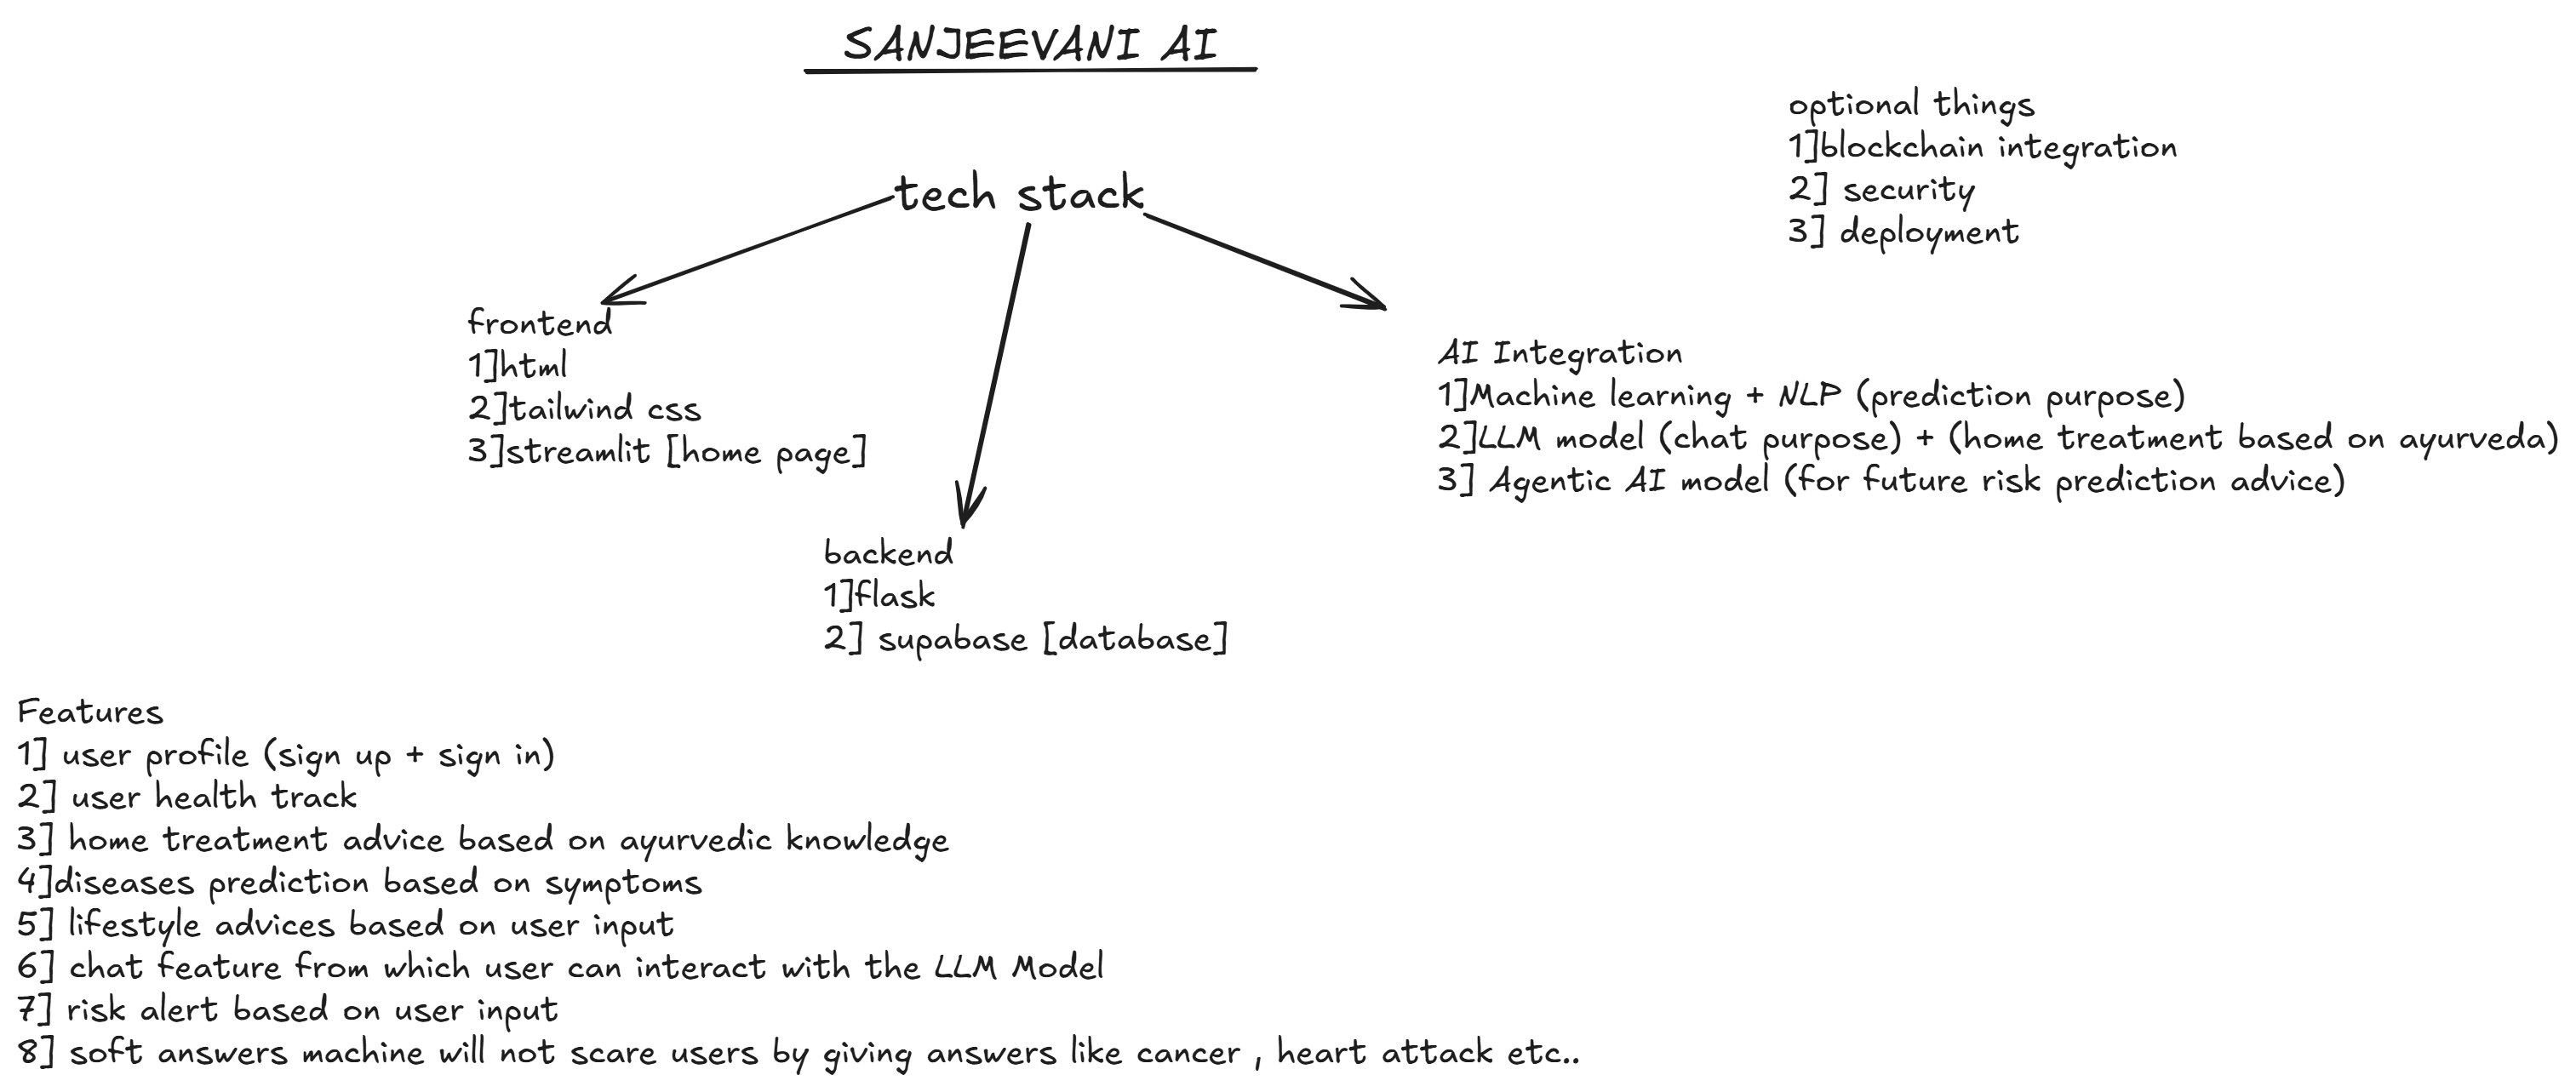 SANJEEVANI AI
optional things
1]blockchain integration
2] security
3] deployment
tech stack
frontend
1]html
2]tailwind css
3]streamlit [home page]
AI Integration
1]Machine learning + NLP (prediction purpose)
2]LLM model (chat purpose) + (home treatment based on ayurveda)
3] Agentic AI model (for future risk prediction advice)
backend
1]flask
2] supabase [database]
Features
1] user profile (sign up + sign in)
2] user health track
3] home treatment advice based on ayurvedic knowledge
4]diseases prediction based on symptoms
5] lifestyle advices based on user input
6] chat feature from which user can interact with the LLM Model
7] risk alert based on user input
8] soft answers machine will not scare users by giving answers like cancer , heart attack etc..